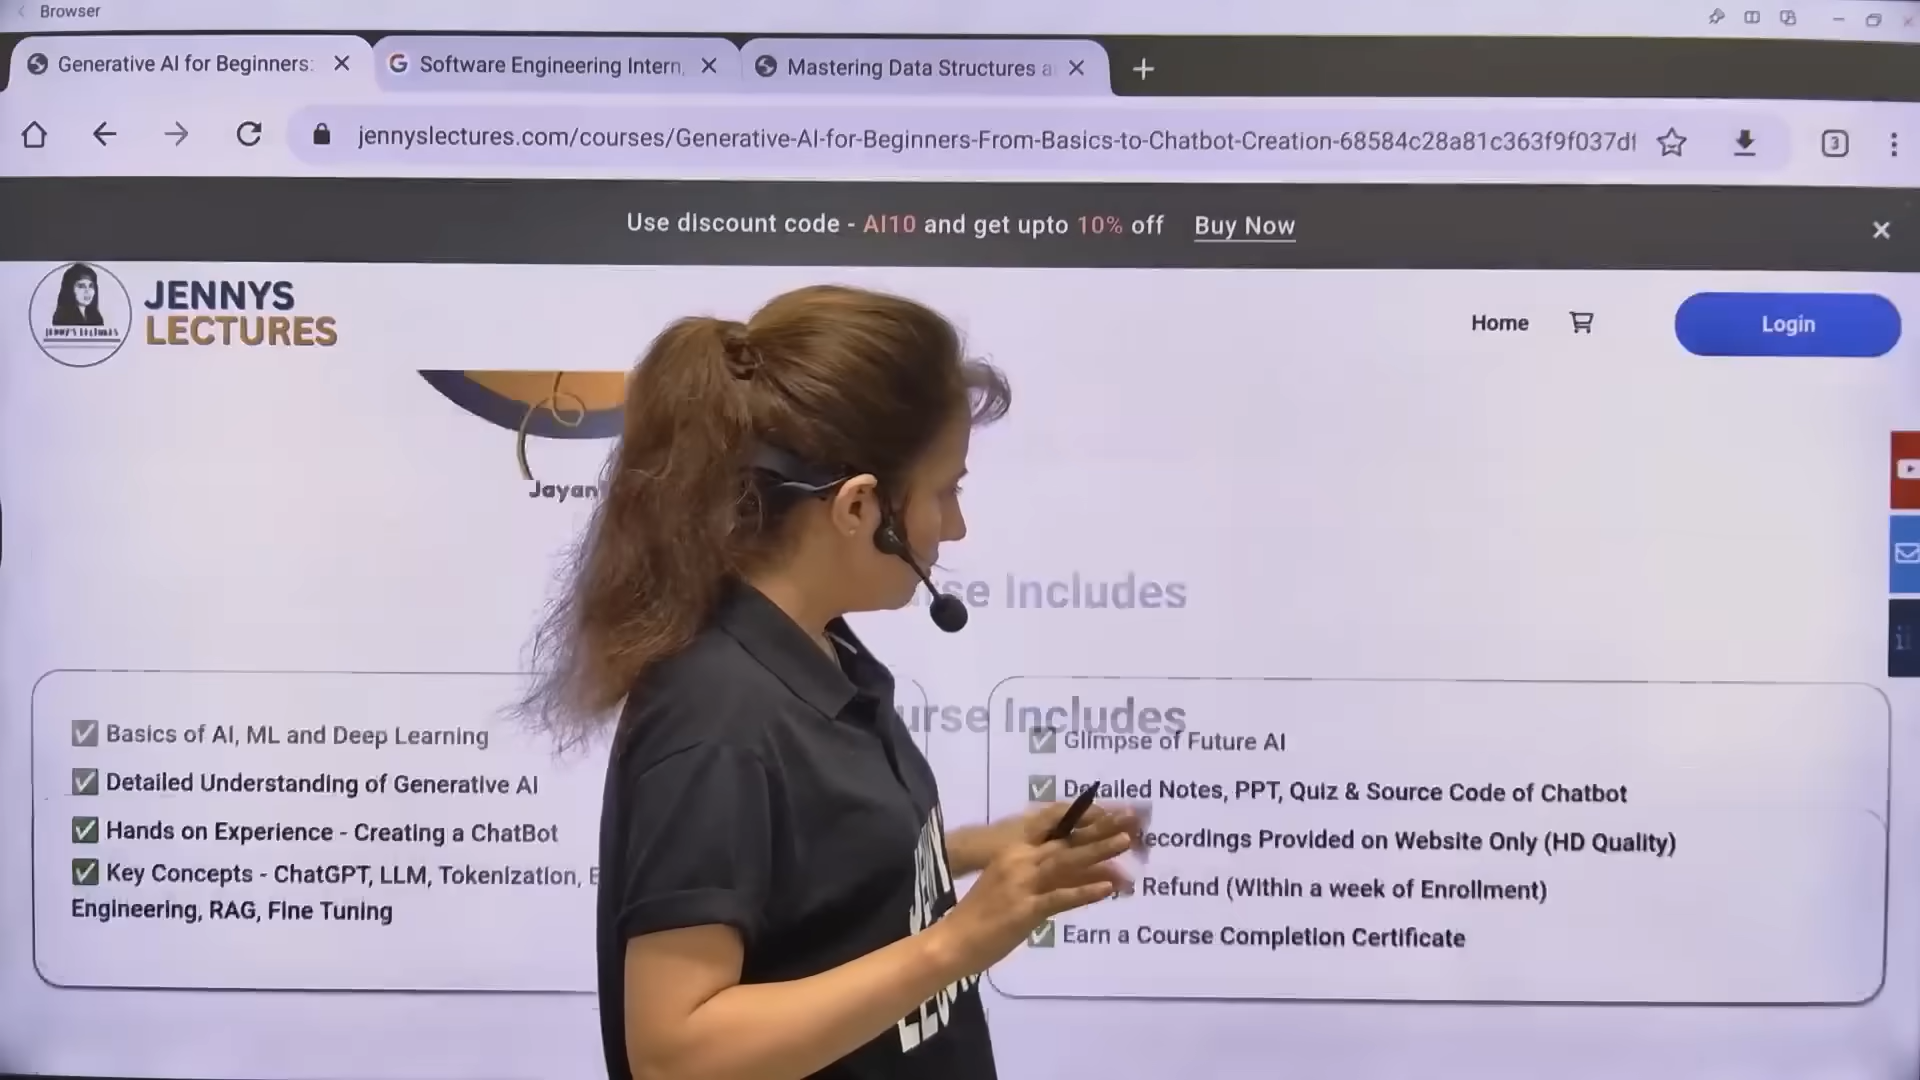 Browser
Generative AI for Beginners:
Software Engineering Intern,
Mastering Data Structures a
jennyslectures.com/courses/Generative-AI-for-Beginners-From-Basics-to-Chatbot-Creation-68584c28a81c363f9f037df
3
Use discount code - AI10 and get upto 10% off Buy Now
JENNYS
LECTURES
Home
Login
Jayan
Includes
Includes
Basics of AI, ML and Deep Learning
Detailed Understanding of Generative AI
Hands on Experience - Creating a ChatBot
Key Concepts - ChatGPT, LLM, Tokenization,
Engineering, RAG, Fine Tuning
Glimpse of Future AI
Detailed Notes, PPT, Quiz & Source Code of Chatbot
Recordings Provided on Website Only (HD Quality)
Refund (Within a week of Enrollment)
Earn a Course Completion Certificate